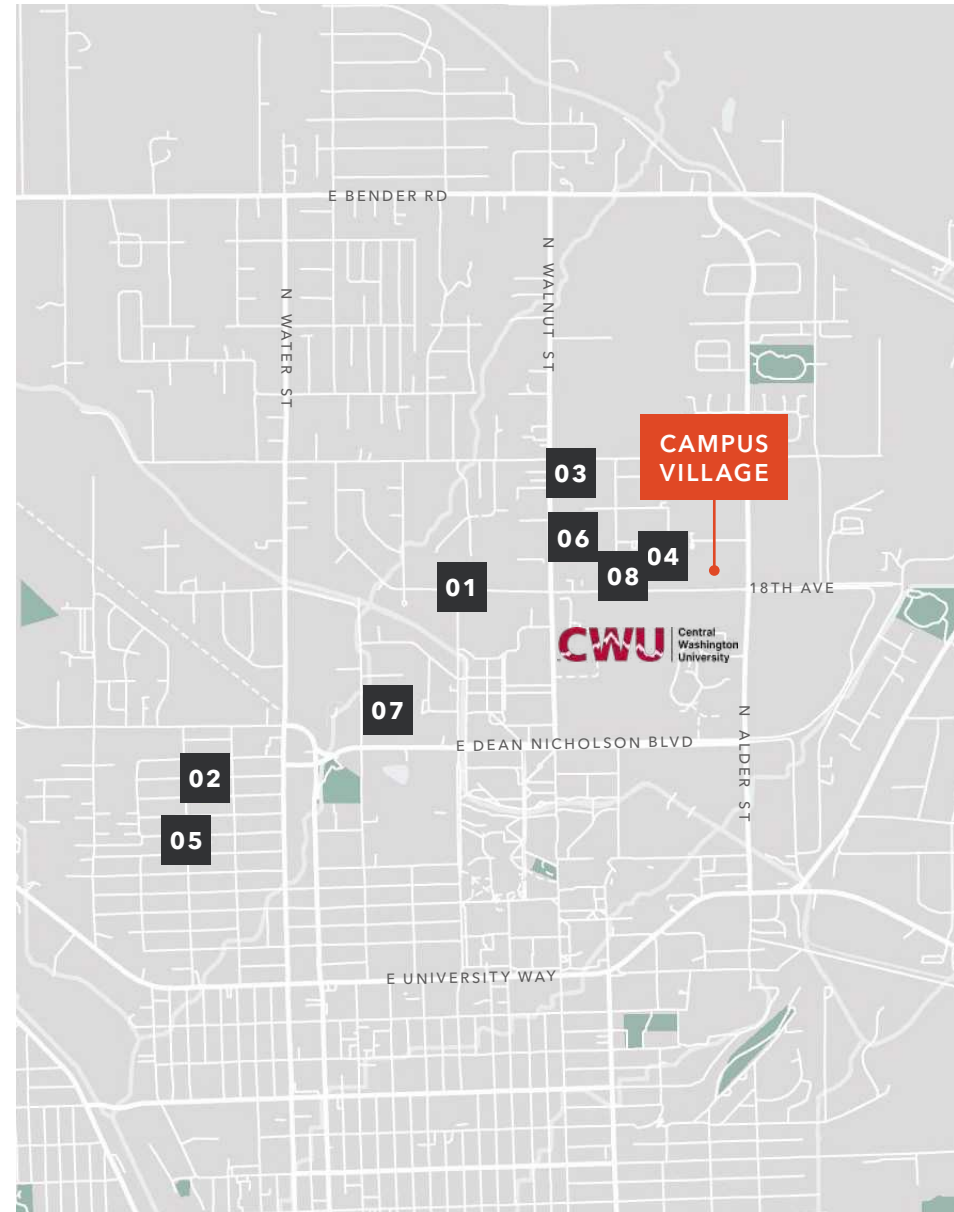 E BENDER RD
N WALNUT ST
N WATER ST
CAMPUS
VILLAGE
03
06
04
08
01
18TH AVE
CWU
Central
Washington
University
07
N ALDER ST
E DEAN NICHOLSON BLVD
02
05
E UNIVERSITY WAY